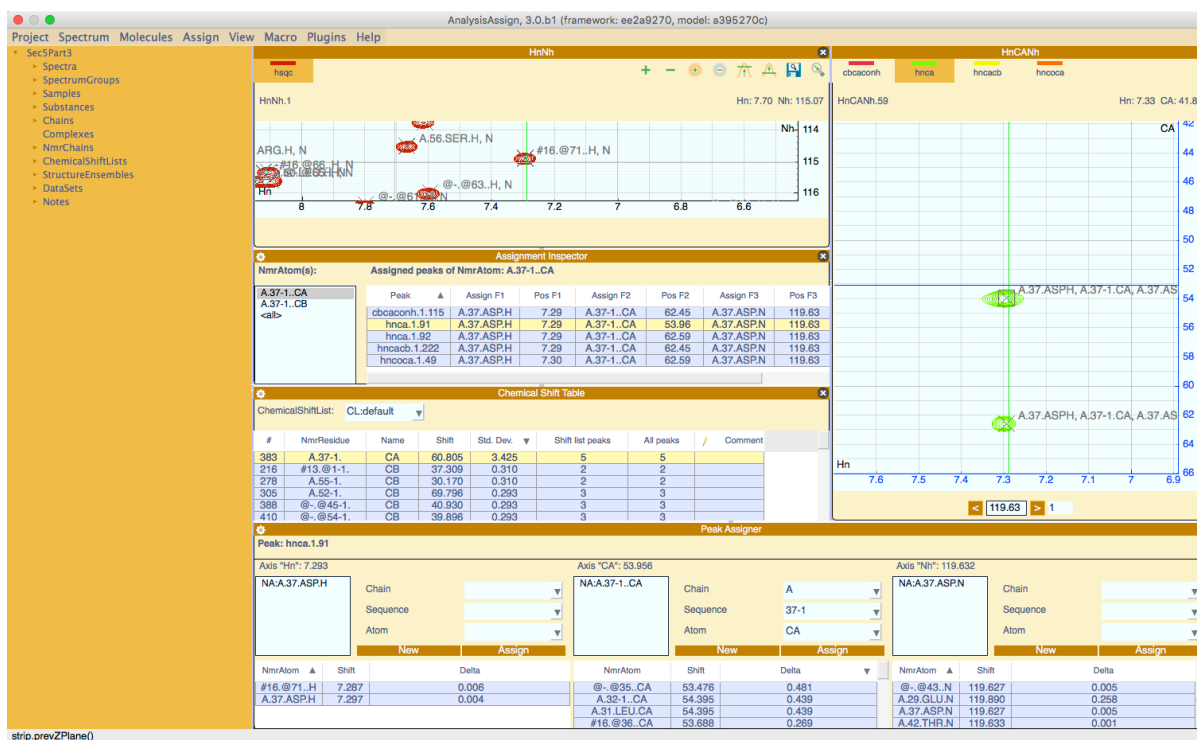 AnalysisAssign, 3.0.b1 (framework: ee2a9270, model: a395270c)
Project Spectrum Molecules Assign View Macro Plugins Help
Sec5Part3
Spectra
SpectrumGroups
Samples
Substances
Chains
Complexes
NmrChains
ChemicalShiftLists
StructureEnsembles
DataSets
Notes
HnNh
hsqc
HnNh.1 Hn: 7.70 Nh: 115.07
Nh 114
A.56.SER.H, N
ARG.H, N
#16.@71..H, N
115
@-.@63..H, N
Hn
116
8 7.8 7.6 7.4 7.2 7 6.8 6.6
HnCANh
cbcaconh hnca hncacb hncoca
HnCANh.59 Hn: 7.33 CA: 41.8
CA 42
44
46
48
50
52
A.37.ASPH, A.37-1.CA, A.37.AS
54
56
58
60
A.37.ASPH, A.37-1.CA, A.37.AS
62
64
Hn
66
7.6 7.5 7.4 7.3 7.2 7.1 7 6.9
< 119.63 > 1
Assignment Inspector
NmrAtom(s): Assigned peaks of NmrAtom: A.37-1..CA
A.37-1..CA
A.37-1..CB
<all>
Peak Assign F1 Pos F1 Assign F2 Pos F2 Assign F3 Pos F3
cbcaconh.1.115 A.37.ASP.H 7.29 A.37-1..CA 62.45 A.37.ASP.N 119.63
hnca.1.91 A.37.ASP.H 7.29 A.37-1..CA 53.96 A.37.ASP.N 119.63
hnca.1.92 A.37.ASP.H 7.29 A.37-1..CA 62.59 A.37.ASP.N 119.63
hncacb.1.222 A.37.ASP.H 7.29 A.37-1..CA 62.45 A.37.ASP.N 119.63
hncoca.1.49 A.37.ASP.H 7.30 A.37-1..CA 62.59 A.37.ASP.N 119.63
Chemical Shift Table
ChemicalShiftList: CL:default
# NmrResidue Name Shift Std. Dev. Shift list peaks All peaks Comment
383 A.37-1. CA 60.805 3.425 5 5
216 #13.@1-1. CB 37.309 0.310 2 2
278 A.55-1. CB 30.170 0.310 2 2
305 A.52-1. CB 69.796 0.293 3 3
388 @-.@45-1. CB 40.930 0.293 3 3
410 @-.@54-1. CB 39.896 0.293 3 3
Peak Assigner
Peak: hnca.1.91
Axis "Hn": 7.293 Axis "CA": 53.956 Axis "Nh": 119.632
NA:A.37.ASP.H Chain NA:A.37-1..CA Chain A NA:A.37.ASP.N Chain
Sequence Sequence 37-1 Sequence
Atom Atom CA Atom
New Assign New Assign New Assign
NmrAtom Shift Delta NmrAtom Shift Delta NmrAtom Shift Delta
#16.@71..H 7.287 0.006 @-.@35..CA 53.476 0.481 @-.@43..N 119.627 0.005
A.37.ASP.H 7.297 0.004 A.32-1..CA 54.395 0.439 A.29.GLU.N 119.890 0.258
A.31.LEU.CA 54.395 0.439 A.37.ASP.N 119.627 0.005
#16.@36..CA 53.688 0.269 A.42.THR.N 119.633 0.001
strip.prevZPlane()